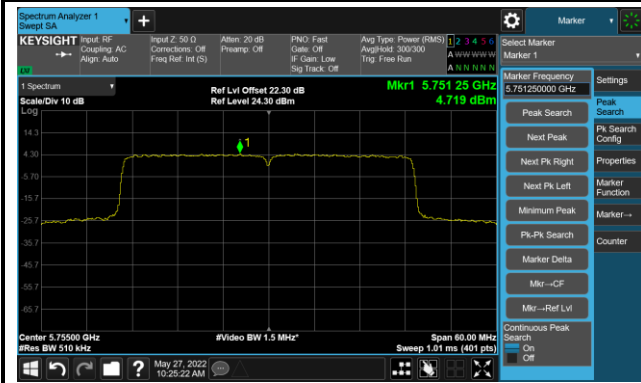 Spectrum Analyzer 1
Swept SA
+
Marker
KEYSIGHT
Input: RF
Coupling: AC
Align: Auto
Input Z: 50 Ω
Corrections: Off
Freq Ref: Int (S)
Atten: 20 dB
Preamp: Off
PNO: Fast
Gate: Off
IF Gain: Low
Sig Track: Off
Avg Type: Power (RMS)
Avg|Hold: 300/300
Trig: Free Run
1 2 3 4 5 6
A W W W W W
A N N N N N
Select Marker
Marker 1
1 Spectrum
Scale/Div 10 dB
Log
Ref Lvl Offset 22.30 dB
Ref Level 24.30 dBm
Mkr1 5.751 25 GHz
4.719 dBm
1
14.3
4.30
-5.70
-15.7
-25.7
-35.7
-45.7
-55.7
-65.7
Center 5.75500 GHz
#Res BW 510 kHz
#Video BW 1.5 MHz*
Span 60.00 MHz
Sweep 1.01 ms (401 pts)
Marker Frequency
5.751250000 GHz
Peak Search
Next Peak
Next Pk Right
Next Pk Left
Minimum Peak
Pk-Pk Search
Marker Delta
Mkr→CF
Mkr→Ref Lvl
Continuous Peak
Search
On
Off
Settings
Peak
Search
Pk Search
Config
Properties
Marker
Function
Marker→
Counter
?
May 27, 2022
10:25:22 AM